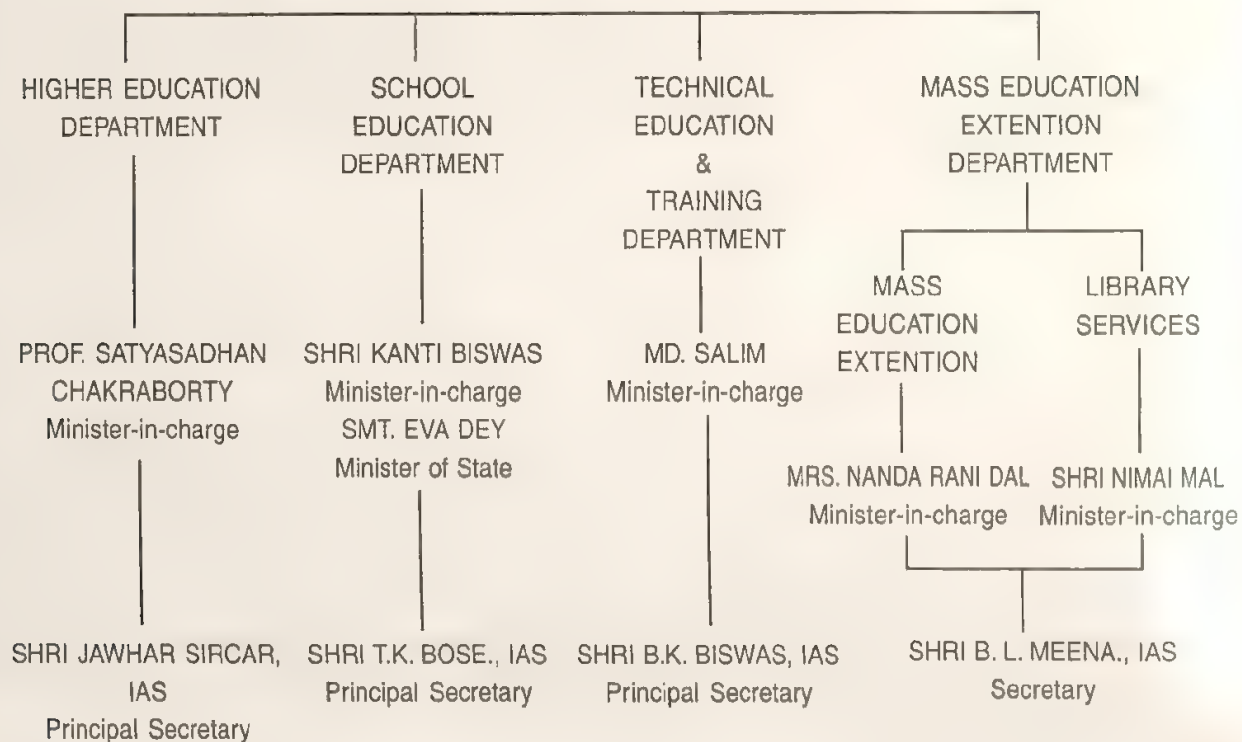 HIGHER EDUCATION
DEPARTMENT
SCHOOL
EDUCATION
DEPARTMENT
TECHNICAL
EDUCATION
&
TRAINING
DEPARTMENT
MASS EDUCATION
EXTENTION
DEPARTMENT
MASS
EDUCATION
EXTENTION
LIBRARY
SERVICES
PROF. SATYASADHAN
CHAKRABORTY
Minister-in-charge
SHRI KANTI BISWAS
Minister-in-charge
SMT. EVA DEY
Minister of State
MD. SALIM
Minister-in-charge
MRS. NANDA RANI DAL
Minister-in-charge
SHRI NIMAI MAL
Minister-in-charge
SHRI JAWHAR SIRCAR,
IAS
Principal Secretary
SHRI T.K. BOSE., IAS
Principal Secretary
SHRI B.K. BISWAS, IAS
Principal Secretary
SHRI B. L. MEENA., IAS
Secretary